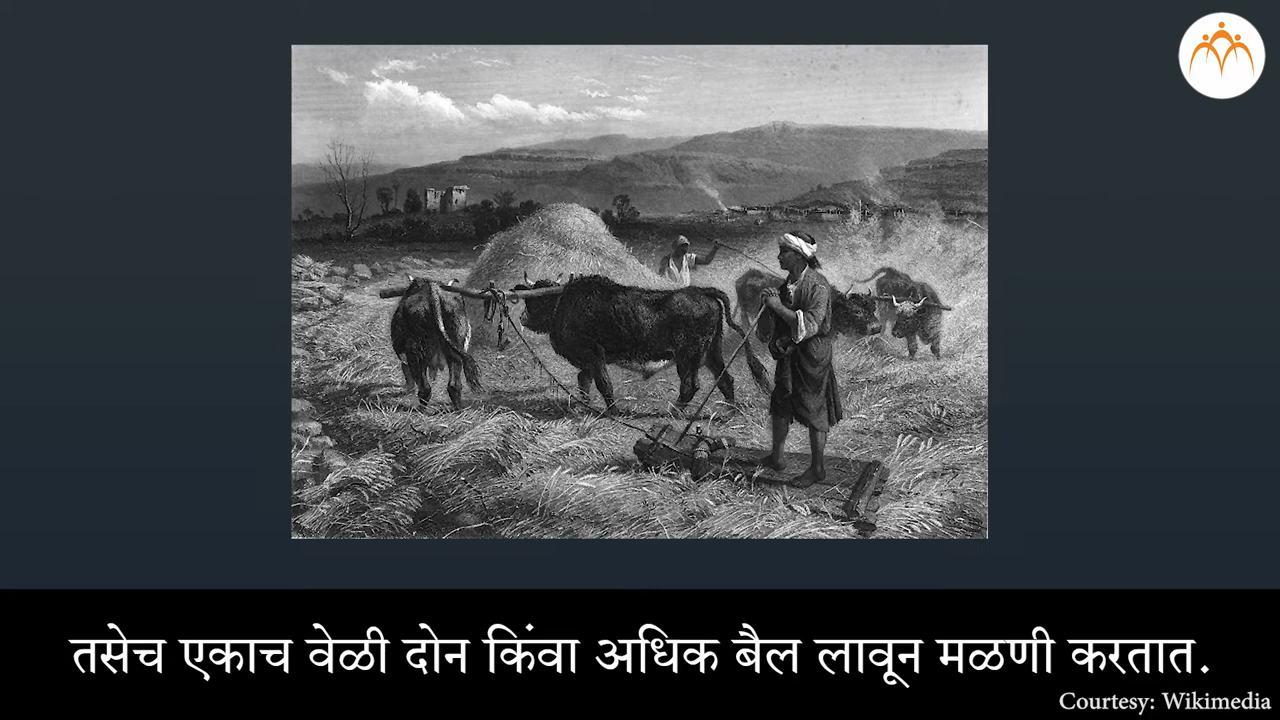 तसेच एकाच वेळी दोन किंवा अधिक बैल लावून मळणी करतात.
Courtesy: Wikimedia